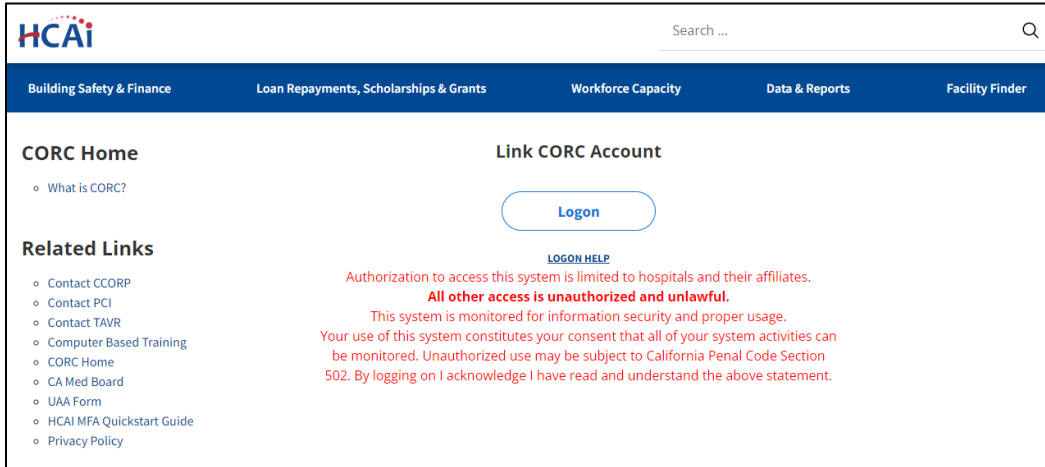 HCAi
Search ...
Building Safety & Finance
Loan Repayments, Scholarships & Grants
Workforce Capacity
Data & Reports
Facility Finder
CORC Home
What is CORC?
Related Links
Contact CCORP
Contact PCI
Contact TAVR
Computer Based Training
CORC Home
CA Med Board
UAA Form
HCAI MFA Quickstart Guide
Privacy Policy
Link CORC Account
Logon
LOGON HELP
Authorization to access this system is limited to hospitals and their affiliates.
All other access is unauthorized and unlawful.
This system is monitored for information security and proper usage.
Your use of this system constitutes your consent that all of your system activities can
be monitored. Unauthorized use may be subject to California Penal Code Section
502. By logging on I acknowledge I have read and understand the above statement.